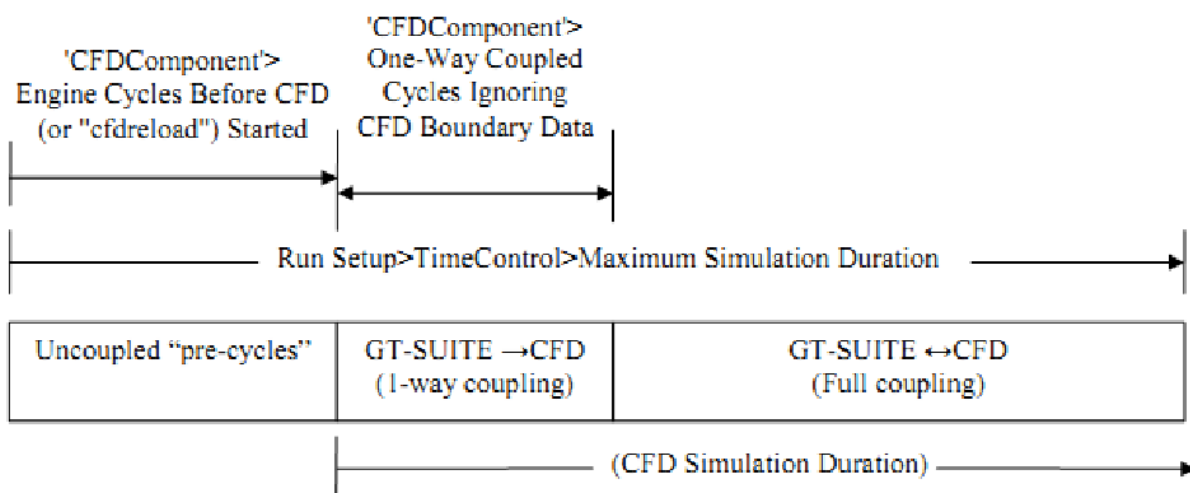 'CFDComponent'>
Engine Cycles Before CFD
(or "cfdreload") Started
'CFDComponent'>
One-Way Coupled
Cycles Ignoring
CFD Boundary Data
Run Setup>TimeControl>Maximum Simulation Duration
Uncoupled “pre-cycles”
GT-SUITE →CFD
(1-way coupling)
GT-SUITE ↔CFD
(Full coupling)
(CFD Simulation Duration)